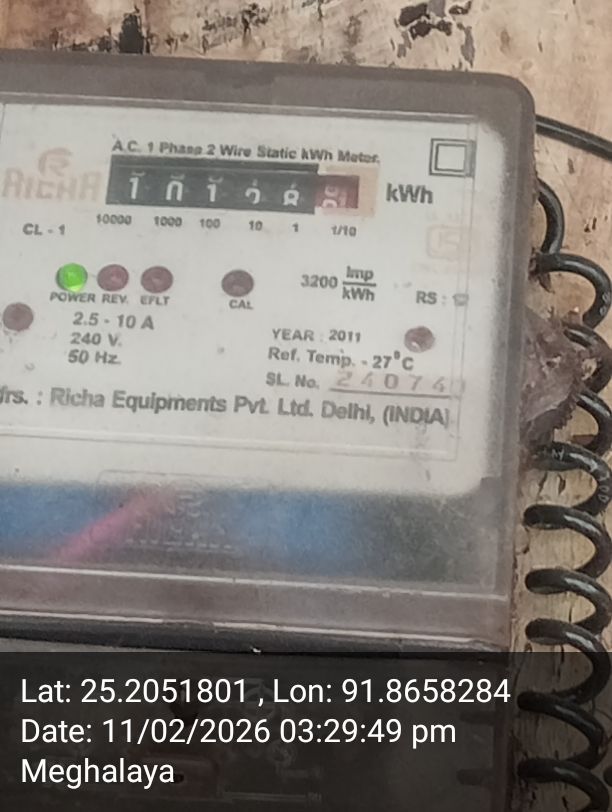 A.C. 1 Phase 2 Wire Static kWh Meter.
RICHA
kWh
10000 1000 100 10 1 1/10
CL - 1
3200 Imp/kWh
POWER REV. EFLT
CAL
RS :
2.5 - 10 A
240 V.
50 Hz.
YEAR : 2011
Ref. Temp. - 27°C
SL. No. 24074
frs. : Richa Equipments Pvt. Ltd. Delhi, (INDIA)
Lat: 25.2051801 , Lon: 91.8658284
Date: 11/02/2026 03:29:49 pm
Meghalaya